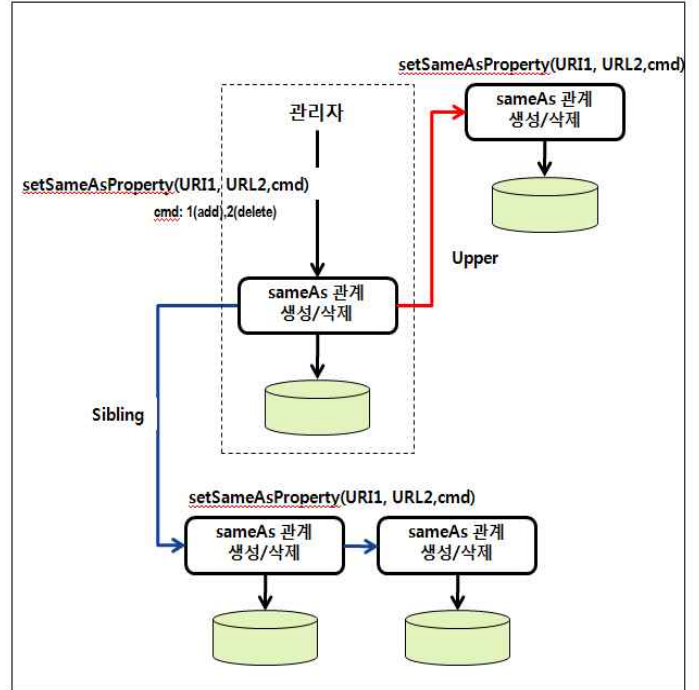 setSameAsProperty(URI1, URL2,cmd)
sameAs 관계
생성/삭제
관리자
setSameAsProperty(URI1, URL2,cmd)
cmd: 1(add),2(delete)
Upper
sameAs 관계
생성/삭제
Sibling
setSameAsProperty(URI1, URL2,cmd)
sameAs 관계
생성/삭제
sameAs 관계
생성/삭제